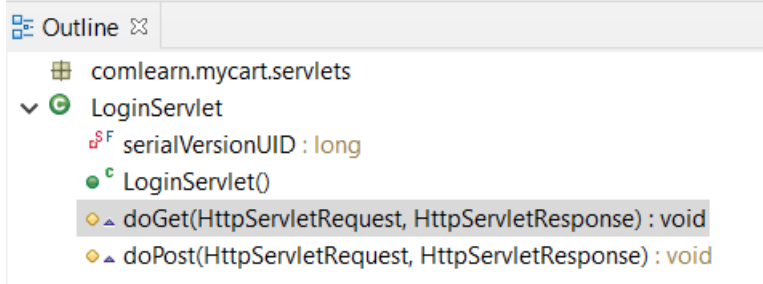 Outline
comlearn.mycart.servlets
LoginServlet
S F serialVersionUID : long
C LoginServlet()
doGet(HttpServletRequest, HttpServletResponse) : void
doPost(HttpServletRequest, HttpServletResponse) : void